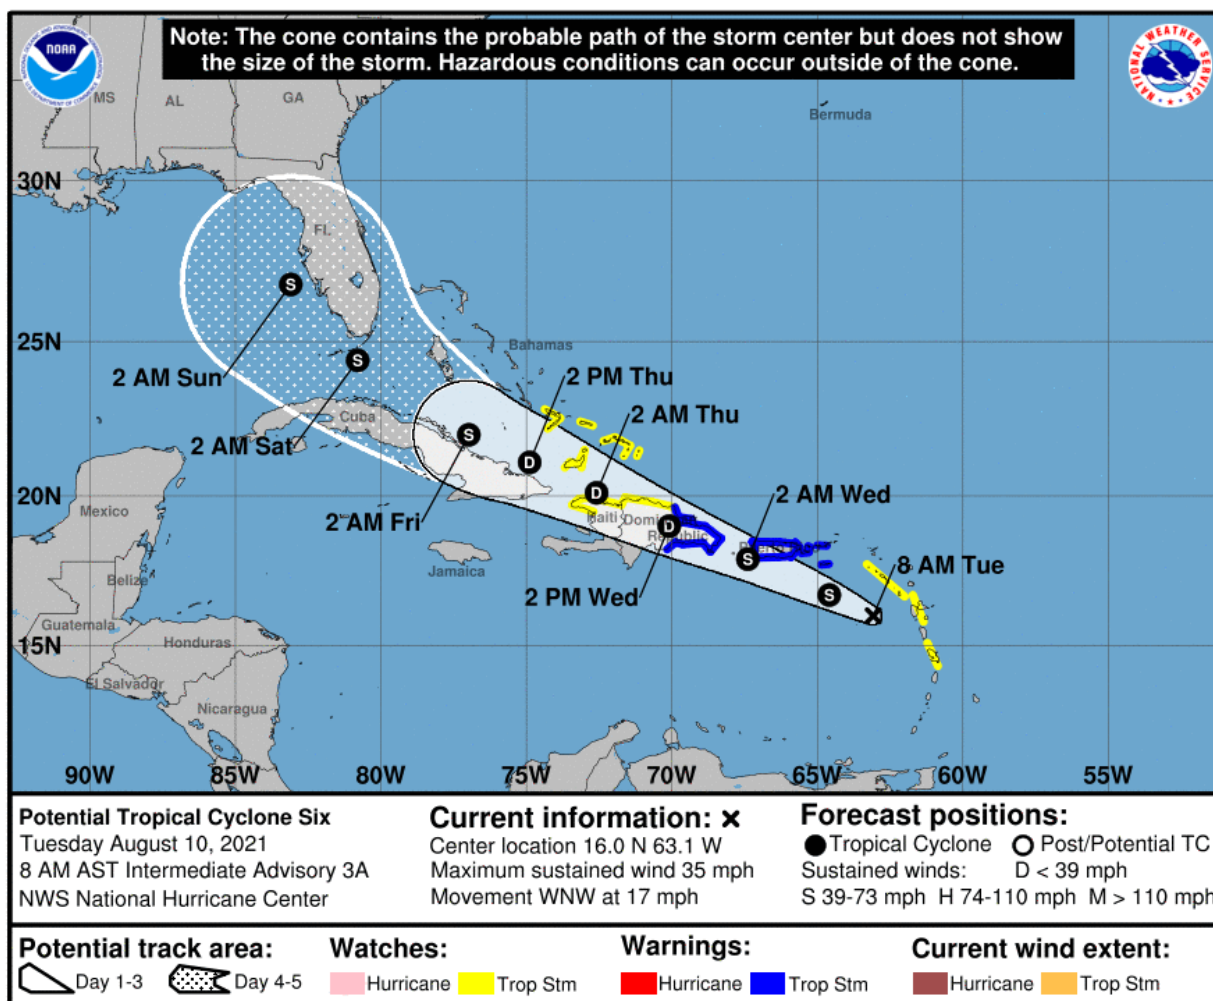 Note: The cone contains the probable path of the storm center but does not show
the size of the storm. Hazardous conditions can occur outside of the cone.
NOAA
NATIONAL WEATHER SERVICE
MS
AL
GA
Bermuda
30N
FL
25N
Bahamas
2 PM Thu
2 AM Sun
2 AM Thu
Cuba
2 AM Sat
20N
2 AM Wed
Mexico
2 AM Fri
Haiti
Republic
Jamaica
8 AM Tue
Belize
2 PM Wed
Guatemala
15N
Honduras
El Salvador
Nicaragua
S
S
S
D
D
D
S
S
90W 85W 80W 75W 70W 65W 60W 55W
Potential Tropical Cyclone Six
Tuesday August 10, 2021
8 AM AST Intermediate Advisory 3A
NWS National Hurricane Center
Current information: x
Center location 16.0 N 63.1 W
Maximum sustained wind 35 mph
Movement WNW at 17 mph
Forecast positions:
Tropical Cyclone Post/Potential TC
Sustained winds: D < 39 mph
S 39-73 mph H 74-110 mph M > 110 mph
Potential track area:
Day 1-3 Day 4-5
Watches:
Hurricane Trop Stm
Warnings:
Hurricane Trop Stm
Current wind extent:
Hurricane Trop Stm